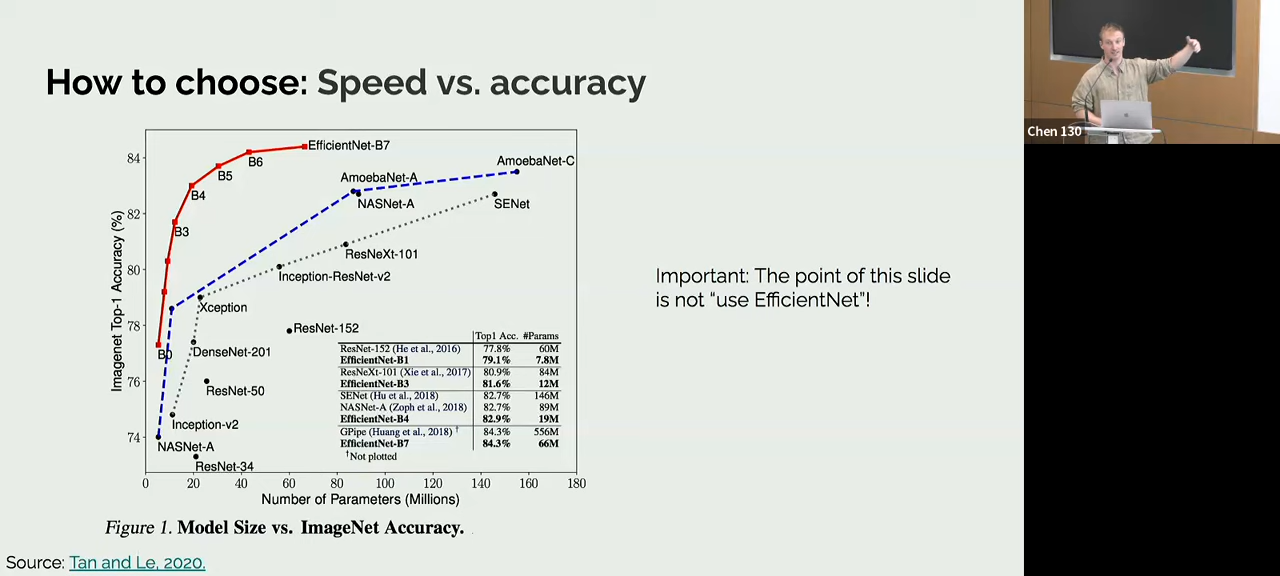 How to choose: Speed vs. accuracy
84
82
80
78
76
74
Imagenet Top-1 Accuracy (%)
EfficientNet-B7
B6
B5
B4
B3
B0
AmoebaNet-C
AmoebaNet-A
NASNet-A
SENet
ResNeXt-101
Inception-ResNet-v2
Xception
ResNet-152
DenseNet-201
ResNet-50
Inception-v2
NASNet-A
ResNet-34
Top1 Acc. #Params
ResNet-152 (He et al., 2016) 77.8% 60M
EfficientNet-B1 79.1% 7.8M
ResNeXt-101 (Xie et al., 2017) 80.9% 84M
EfficientNet-B3 81.6% 12M
SENet (Hu et al., 2018) 82.7% 146M
NASNet-A (Zoph et al., 2018) 82.7% 89M
EfficientNet-B4 82.9% 19M
GPipe (Huang et al., 2018) † 84.3% 556M
EfficientNet-B7 84.3% 66M
†Not plotted
0 20 40 60 80 100 120 140 160 180
Number of Parameters (Millions)
Figure 1. Model Size vs. ImageNet Accuracy.
Important: The point of this slide
is not “use EfficientNet”!
Source: Tan and Le, 2020.
Chen 130